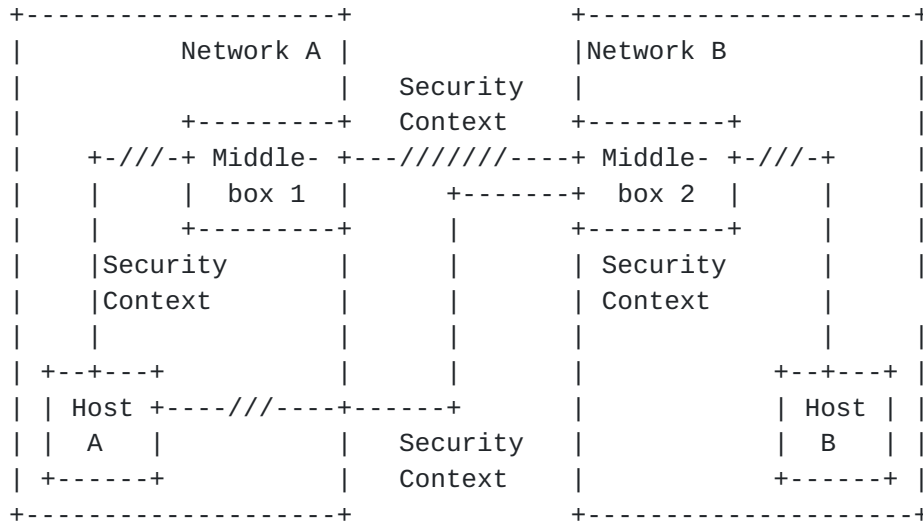 +--------------------+              +---------------------+
|          Network A |              |Network B            |
|                    |   Security   |                     |
|          +---------+   Context    +---------+           |
|    +-///-+ Middle- +---///////----+ Middle- +-///-+     |
|    |     |  box 1  |      +-------+  box 2  |     |     |
|    |     +---------+      |       +---------+     |     |
|    |Security        |      |       | Security      |     |
|    |Context         |      |       | Context       |     |
|    |               |      |       |               |     |
| +--+---+           |      |       |            +--+---+ |
| | Host +----///----+------+       |            | Host | |
| |  A   |           |   Security   |            |  B   | |
| +------+           |   Context    |            +------+ |
+--------------------+              +---------------------+